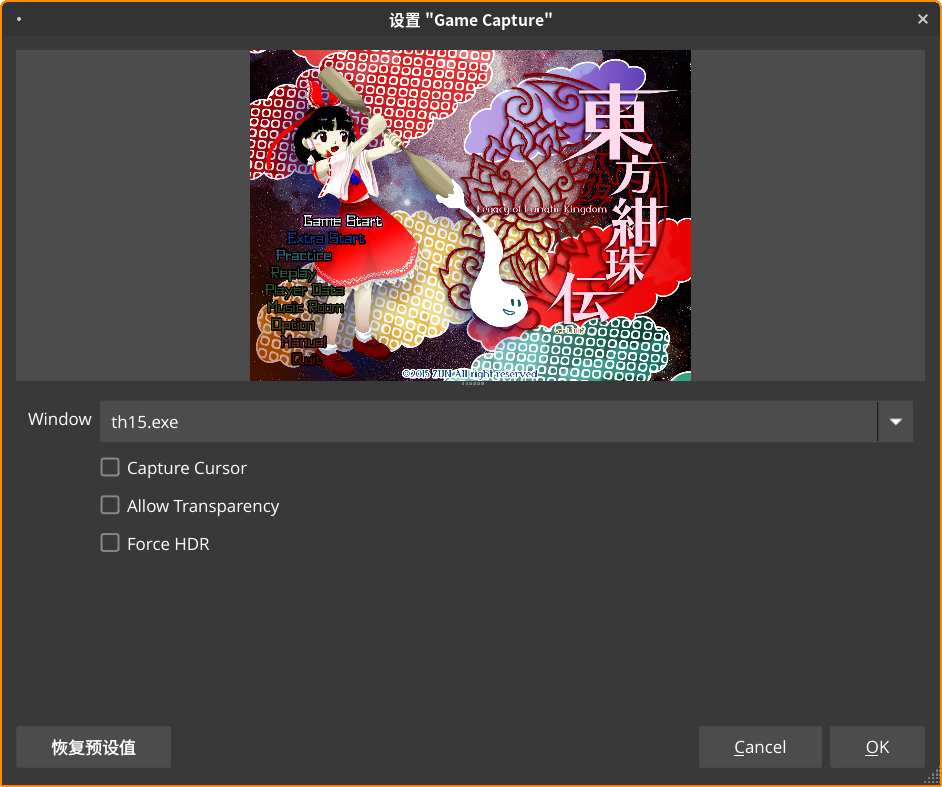 设置 "Game Capture"
東方紺珠伝
Legacy of Lunatic Kingdom
Game Start
Extra Start
Practice
Replay
Player Data
Music Room
Option
Manual
Quit
©2015 ZUN All right reserved
Window
th15.exe
Capture Cursor
Allow Transparency
Force HDR
恢复预设值
Cancel
OK